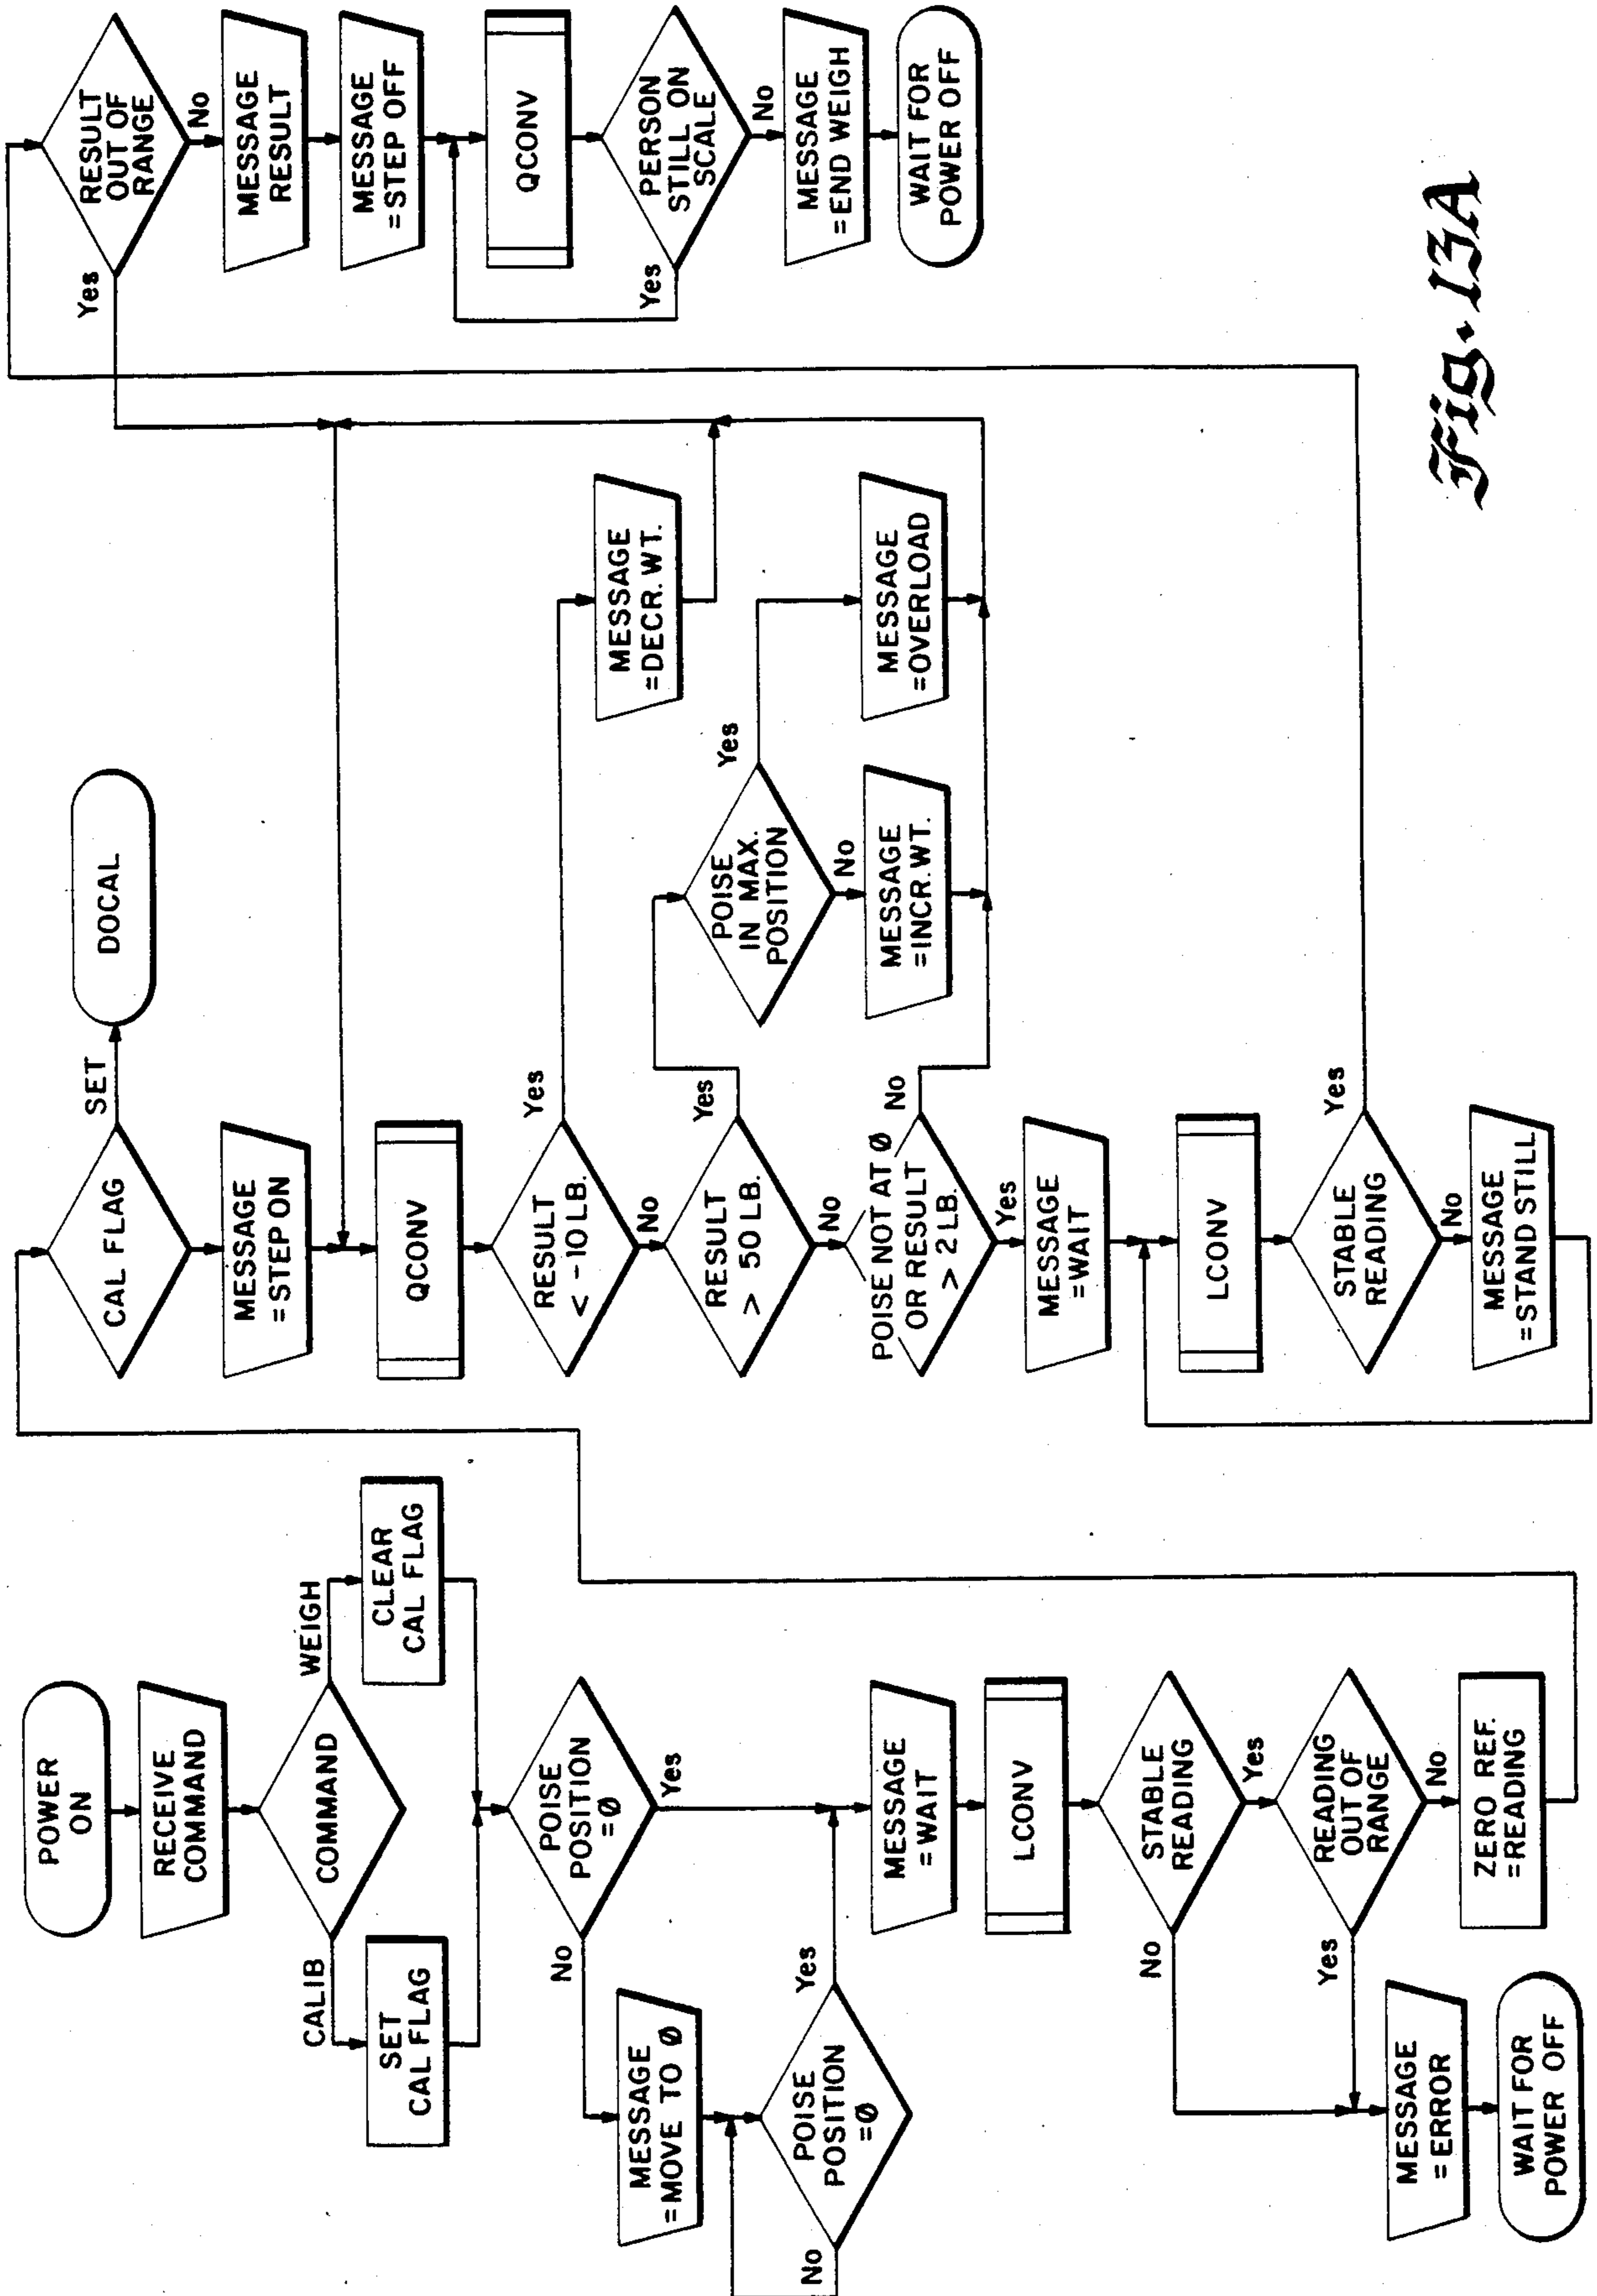 POWER
ON
RECEIVE
COMMAND
COMMAND
CALIB
WEIGH
SET
CAL FLAG
CLEAR
CAL FLAG
POISE
POSITION
=Ø
No
Yes
MESSAGE
=MOVE TO Ø
POISE
POSITION
=Ø
No
Yes
MESSAGE
=WAIT
LCONV
STABLE
READING
No
Yes
READING
OUT OF
RANGE
Yes
No
MESSAGE
=ERROR
WAIT FOR
POWER OFF
ZERO REF.
=READING
CAL FLAG
SET
DOCAL
MESSAGE
=STEP ON
QCONV
RESULT
< -10 LB.
Yes
No
MESSAGE
=DECR. WT.
RESULT
> 50 LB.
Yes
No
POISE
IN MAX.
POSITION
Yes
No
MESSAGE
=INCR. WT.
MESSAGE
=OVERLOAD
POISE NOT AT Ø
OR RESULT
> 2 LB.
No
Yes
MESSAGE
=WAIT
LCONV
STABLE
READING
Yes
No
MESSAGE
=STAND STILL
RESULT
OUT OF
RANGE
Yes
No
MESSAGE
RESULT
MESSAGE
=STEP OFF
QCONV
PERSON
STILL ON
SCALE
Yes
No
MESSAGE
=END WEIGH
WAIT FOR
POWER OFF
Fig. 13A